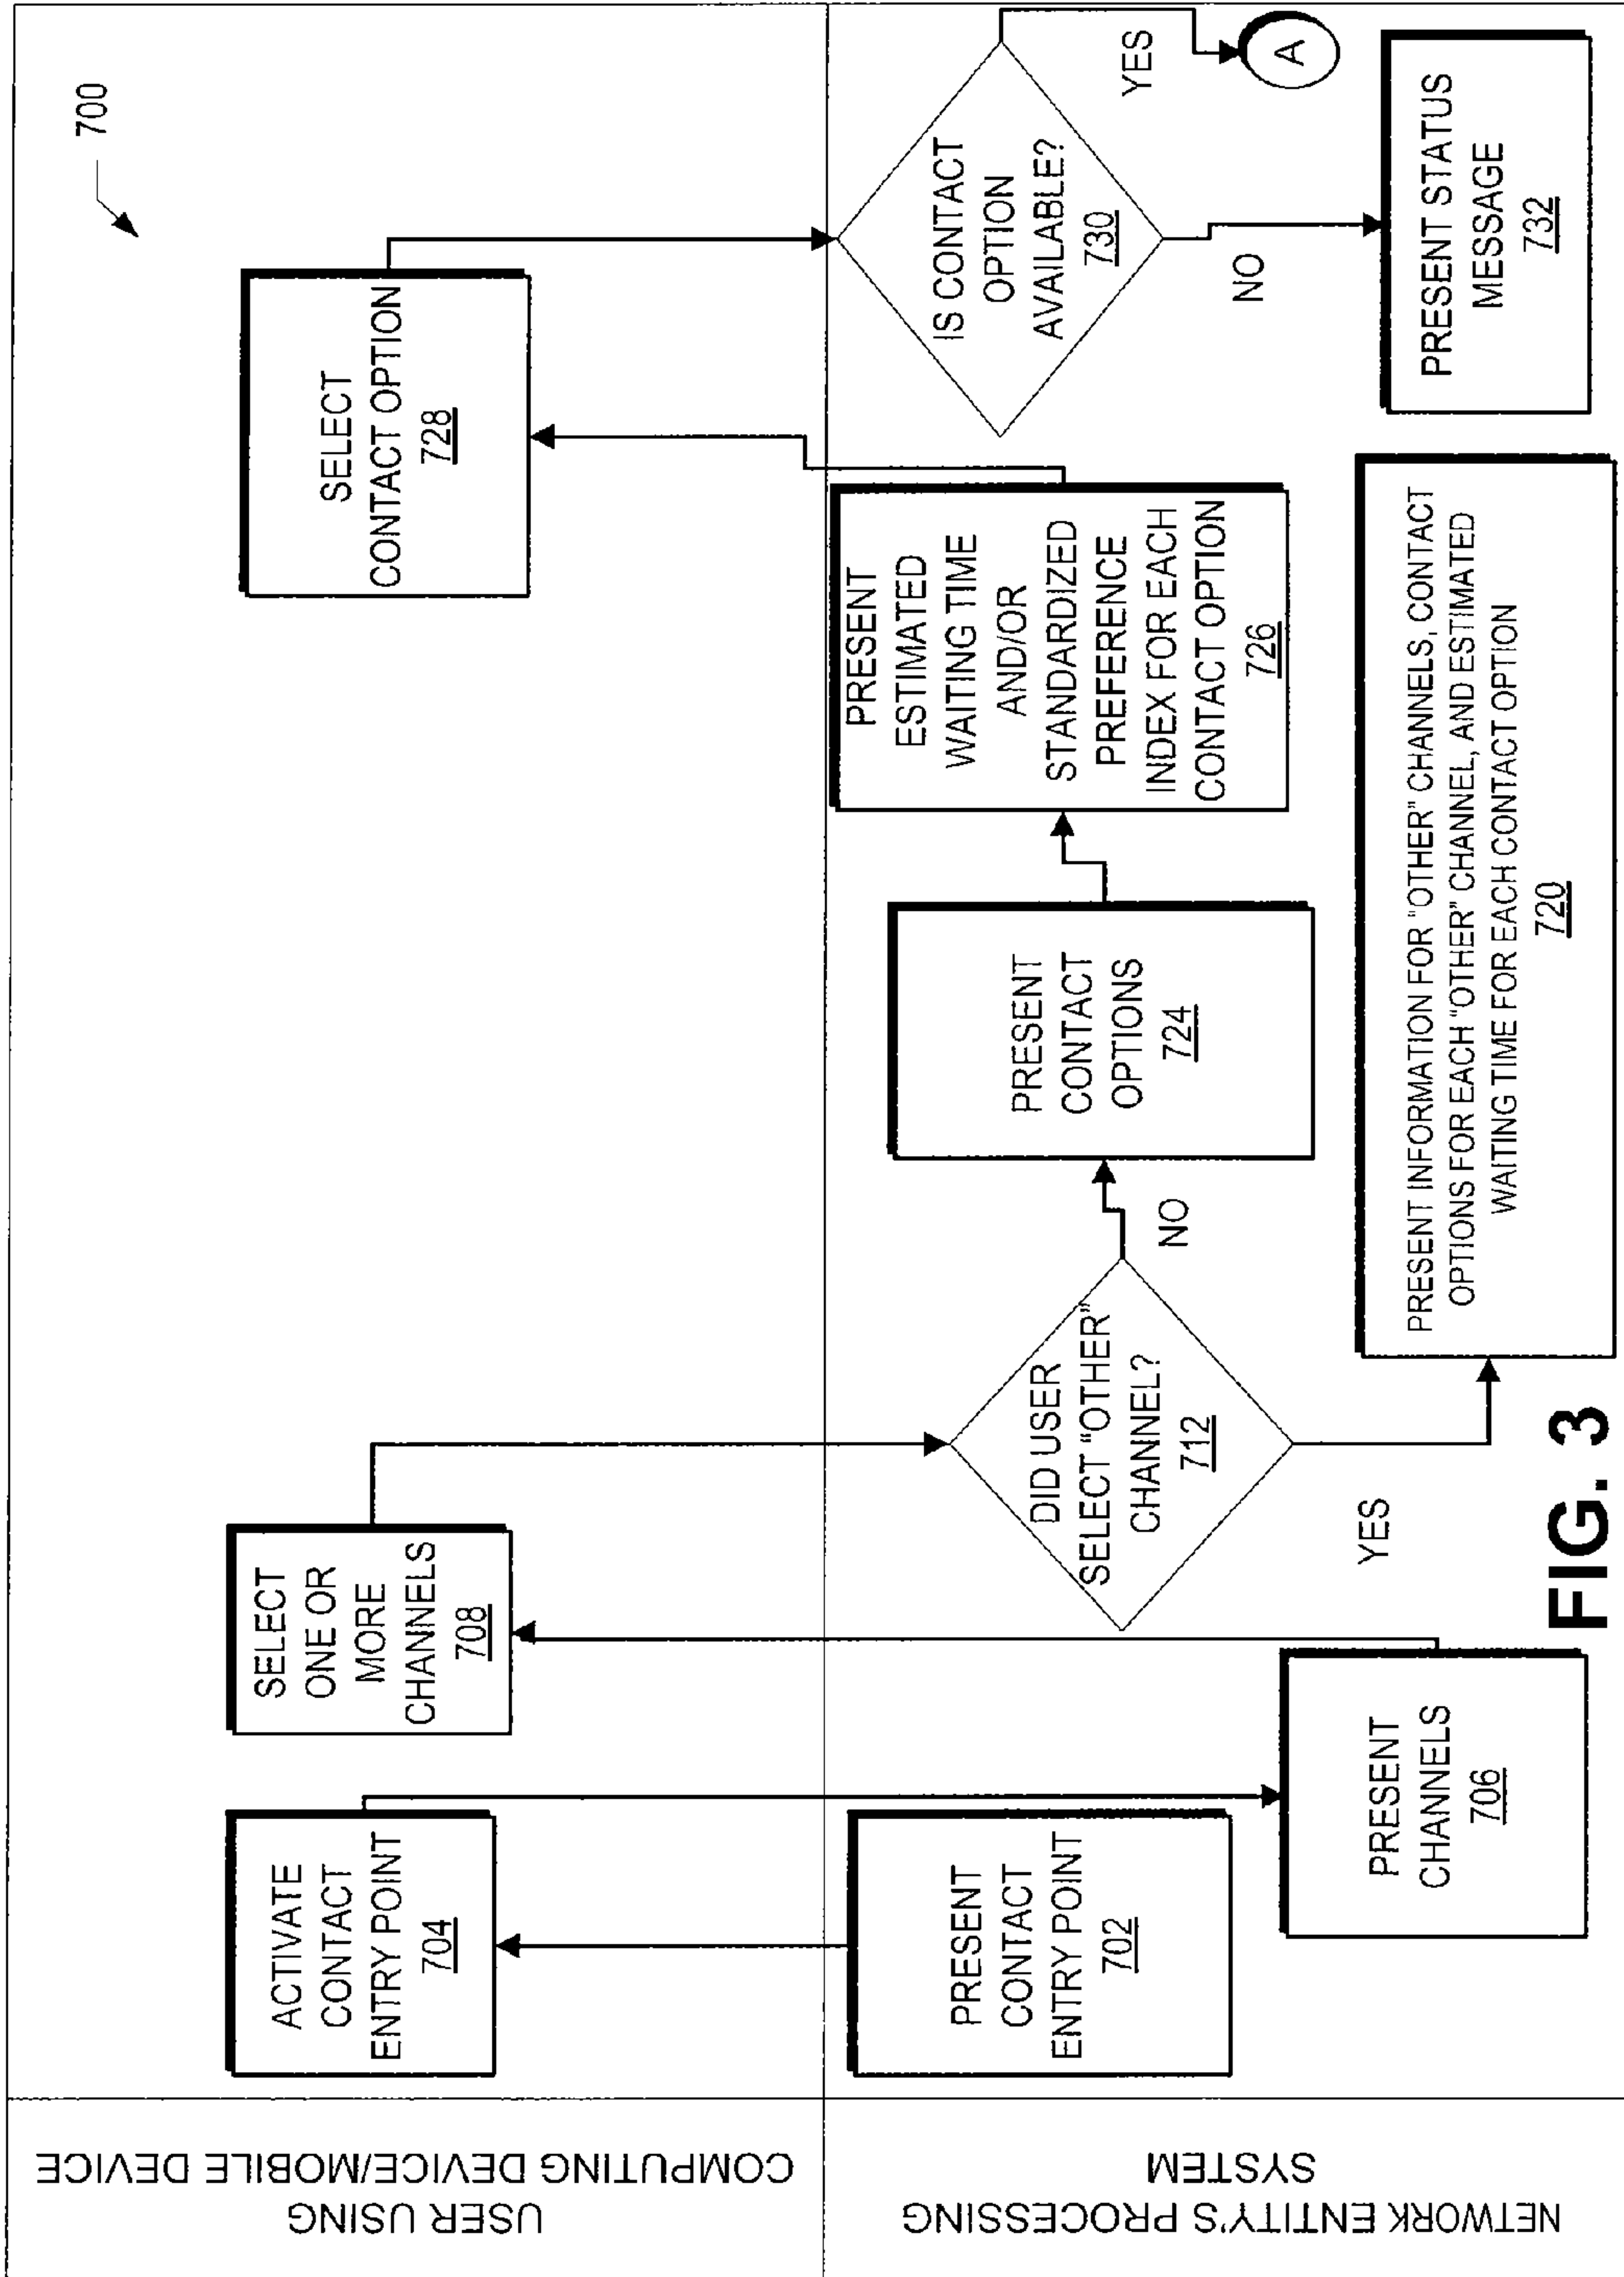 700
USER USING
COMPUTING DEVICE/MOBILE DEVICE
ACTIVATE
CONTACT
ENTRY POINT
704
SELECT
ONE OR
MORE
CHANNELS
708
SELECT
CONTACT OPTION
728
NETWORK ENTITY'S PROCESSING
SYSTEM
PRESENT
CONTACT
ENTRY POINT
702
PRESENT
CHANNELS
706
DID USER
SELECT "OTHER"
CHANNEL?
712
NO
YES
PRESENT
CONTACT
OPTIONS
724
PRESENT
ESTIMATED
WAITING TIME
AND/OR
STANDARDIZED
PREFERENCE
INDEX FOR EACH
CONTACT OPTION
726
PRESENT INFORMATION FOR "OTHER" CHANNELS, CONTACT
OPTIONS FOR EACH "OTHER" CHANNEL, AND ESTIMATED
WAITING TIME FOR EACH CONTACT OPTION
720
IS CONTACT
OPTION
AVAILABLE?
730
YES
A
NO
PRESENT STATUS
MESSAGE
732
FIG. 3